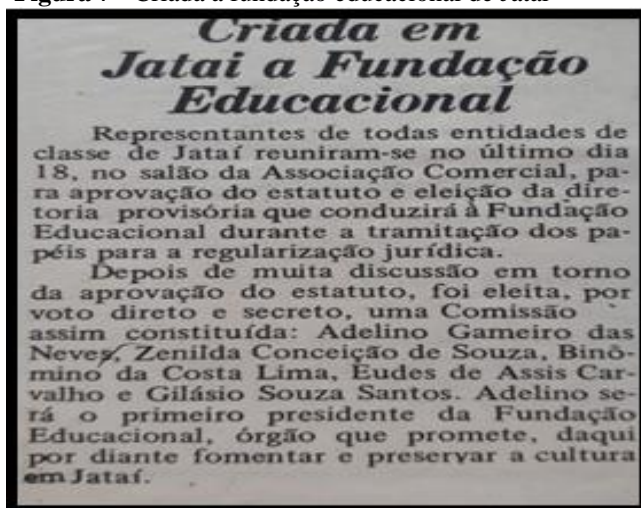 Criada em
Jatai a Fundação
Educacional
Representantes de todas entidades de
classe de Jataí reuniram-se no último dia
18, no salão da Associação Comercial, pa-
ra aprovação do estatuto e eleição da dire-
toria provisória que conduzirá à Fundação
Educacional durante a tramitação dos pa-
péis para a regularização jurídica.
Depois de muita discussão em torno
da aprovação do estatuto, foi eleita, por
voto direto e secreto, uma Comissão
assim constituída: Adelino Gameiro das
Neves, Zenilda Conceição de Souza, Binô-
mino da Costa Lima, Eudes de Assis Car-
valho e Gilásio Souza Santos. Adelino se-
rá o primeiro presidente da Fundação
Educacional, órgão que promete, daqui
por diante fomentar e preservar a cultura
em Jataí.